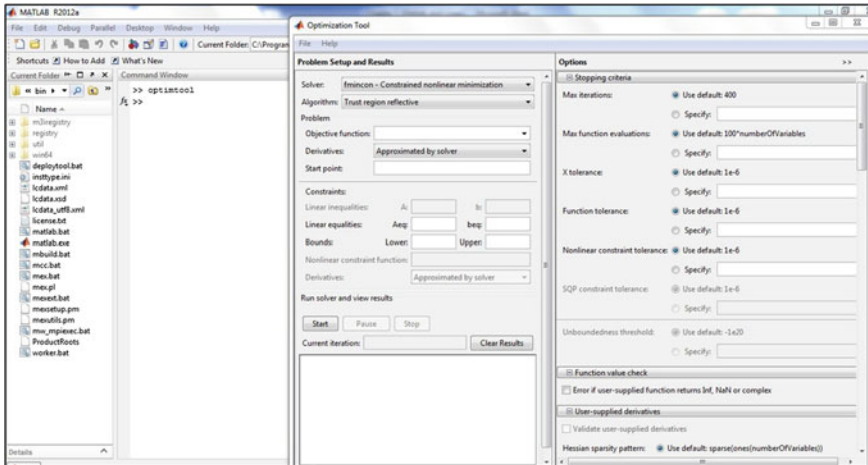 MATLAB R2012a
File Edit Debug Parallel Desktop Window Help
Current Folder: C:\Program
Shortcuts How to Add What's New
Current Folder
« bin
Name
m3iregistry
registry
util
win64
deploytool.bat
insttype.ini
lcdata.xml
lcdata.xsd
lcdata_utf8.xml
license.txt
matlab.bat
matlab.exe
mbuild.bat
mcc.bat
mex.bat
mex.pl
mexext.bat
mexsetup.pm
mexutils.pm
mw_mpiexec.bat
ProductRoots
worker.bat
Details
Command Window
>> optimtool
fx >>
Optimization Tool
File Help
Problem Setup and Results
Solver: fmincon - Constrained nonlinear minimization
Algorithm: Trust region reflective
Problem
Objective function:
Derivatives: Approximated by solver
Start point:
Constraints:
Linear inequalities: A: b:
Linear equalities: Aeq: beq:
Bounds: Lower: Upper:
Nonlinear constraint function:
Derivatives: Approximated by solver
Run solver and view results
Start Pause Stop
Current iteration: Clear Results
Options >>
Stopping criteria
Max iterations: Use default: 400
Specify:
Max function evaluations: Use default: 100*numberOfVariables
Specify:
X tolerance: Use default: 1e-6
Specify:
Function tolerance: Use default: 1e-6
Specify:
Nonlinear constraint tolerance: Use default: 1e-6
Specify:
SQP constraint tolerance: Use default: 1e-6
Specify:
Unboundedness threshold: Use default: -1e20
Specify:
Function value check
Error if user-supplied function returns Inf, NaN or complex
User-supplied derivatives
Validate user-supplied derivatives
Hessian sparsity pattern: Use default: sparse(ones(numberOfVariables))